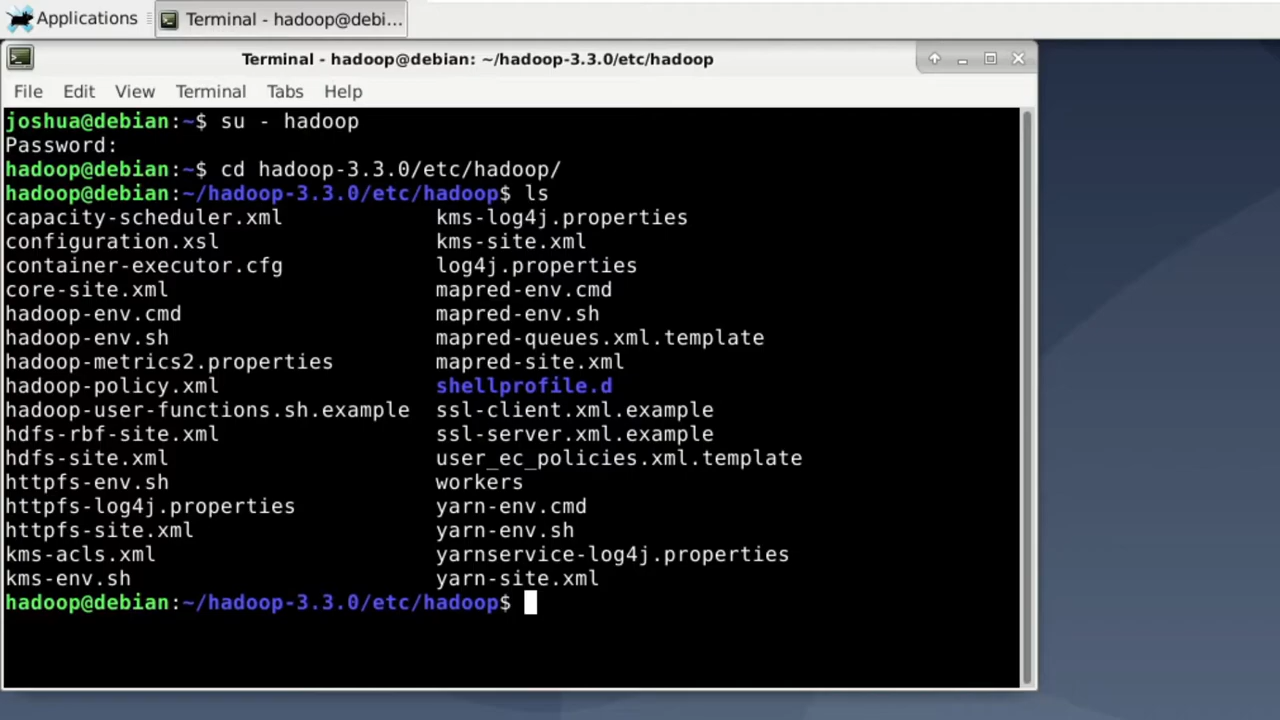 Applications
Terminal - hadoop@debi...
Terminal - hadoop@debian: ~/hadoop-3.3.0/etc/hadoop
File Edit View Terminal Tabs Help
joshua@debian:~$ su - hadoop
Password:
hadoop@debian:~$ cd hadoop-3.3.0/etc/hadoop/
hadoop@debian:~/hadoop-3.3.0/etc/hadoop$ ls
capacity-scheduler.xml kms-log4j.properties
configuration.xsl kms-site.xml
container-executor.cfg log4j.properties
core-site.xml mapred-env.cmd
hadoop-env.cmd mapred-env.sh
hadoop-env.sh mapred-queues.xml.template
hadoop-metrics2.properties mapred-site.xml
hadoop-policy.xml shellprofile.d
hadoop-user-functions.sh.example ssl-client.xml.example
hdfs-rbf-site.xml ssl-server.xml.example
hdfs-site.xml user_ec_policies.xml.template
httpfs-env.sh workers
httpfs-log4j.properties yarn-env.cmd
httpfs-site.xml yarn-env.sh
kms-acls.xml yarnservice-log4j.properties
kms-env.sh yarn-site.xml
hadoop@debian:~/hadoop-3.3.0/etc/hadoop$